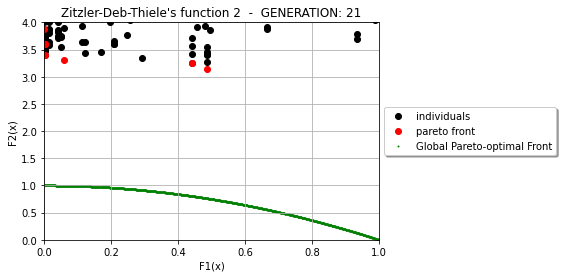 Zitzler-Deb-Thiele's function 2 - GENERATION: 21
4.0
3.5
3.0
2.5
2.0
1.5
1.0
0.5
0.0
F2(x)
0.0 0.2 0.4 0.6 0.8 1.0
F1(x)
individuals
pareto front
Global Pareto-optimal Front